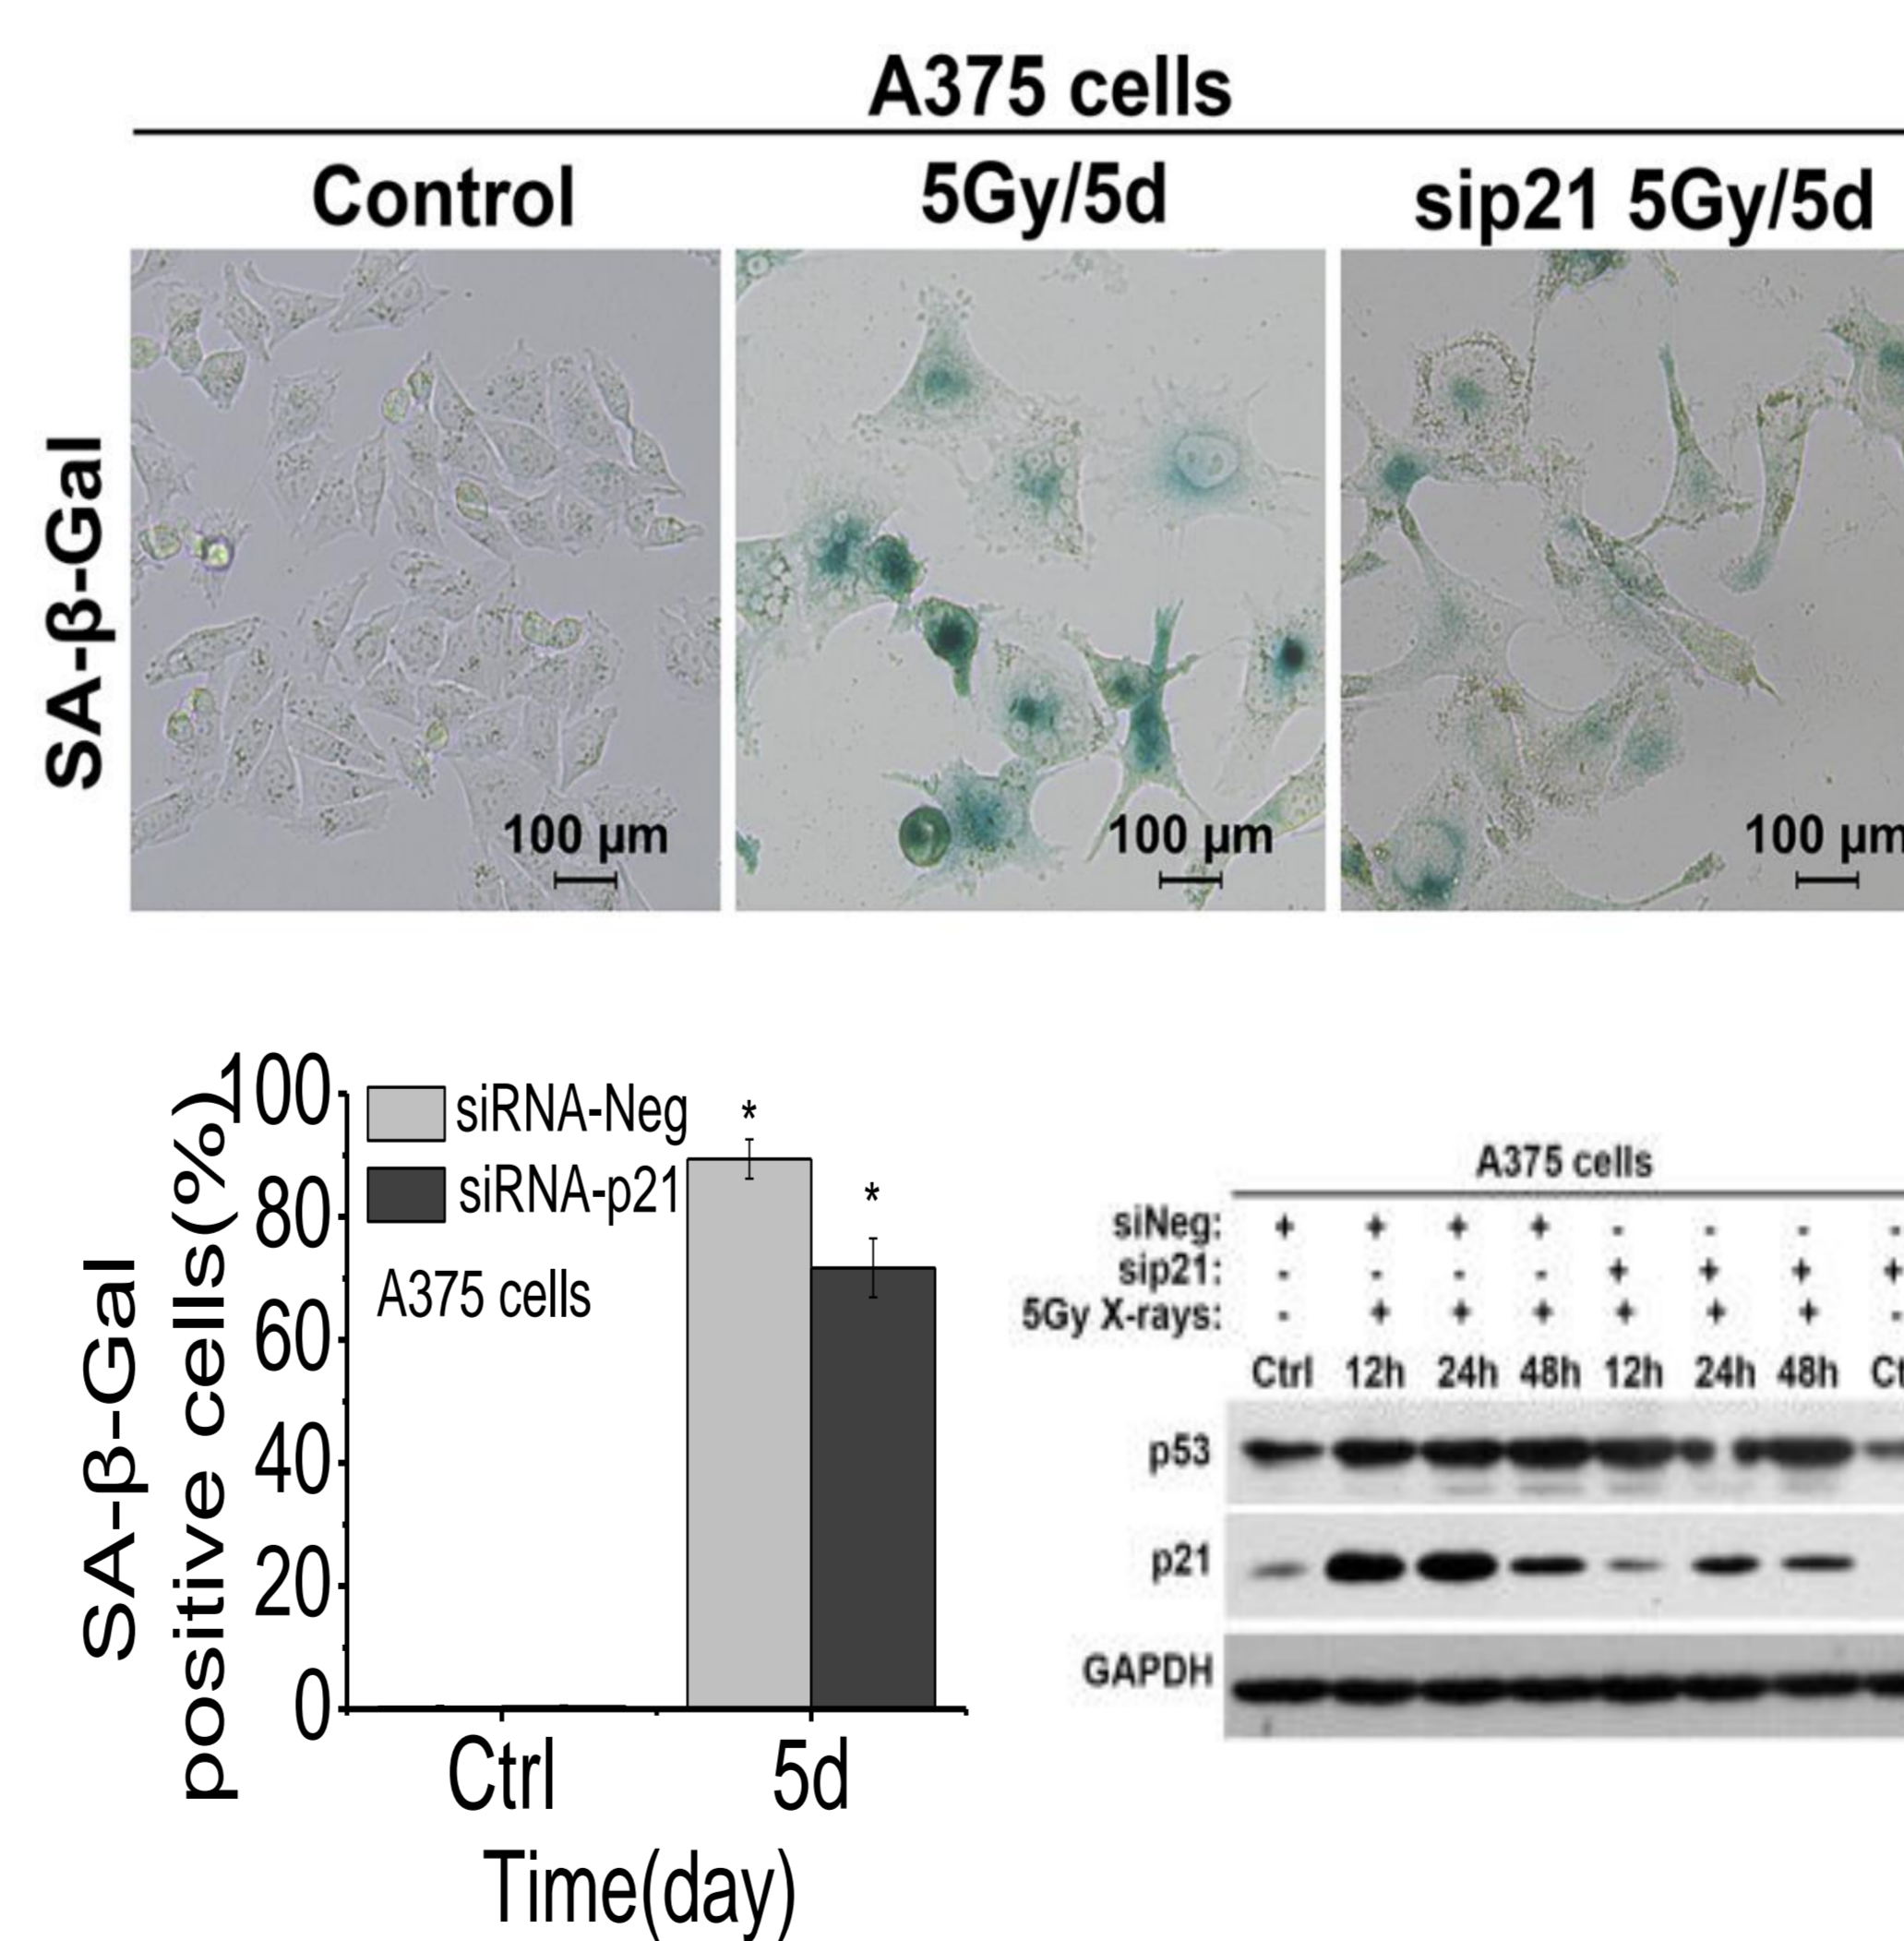 A375 cells
Control 5Gy/5d sip21 5Gy/5d
SA-β-Gal
100 µm 100 µm 100 µm
SA-β-Gal
positive cells(%)
100
80
60
40
20
0
siRNA-Neg
siRNA-p21
A375 cells
*
*
Ctrl 5d
Time(day)
A375 cells
siNeg: + + + + - - - -
sip21: - - - - + + + +
5Gy X-rays: - + + + + + + -
Ctrl 12h 24h 48h 12h 24h 48h Ct
p53
p21
GAPDH